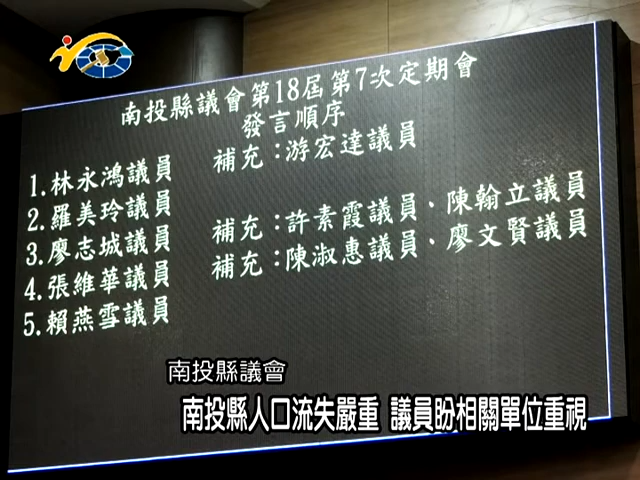 南投縣議會第18屆第7次定期會
發言順序
1.林永鴻議員 補充：游宏達議員
2.羅美玲議員
3.廖志城議員 補充：許素霞議員、陳翰立議員
4.張維華議員 補充：陳淑惠議員、廖文賢議員
5.賴燕雪議員
南投縣議會
南投縣人口流失嚴重 議員盼相關單位重視